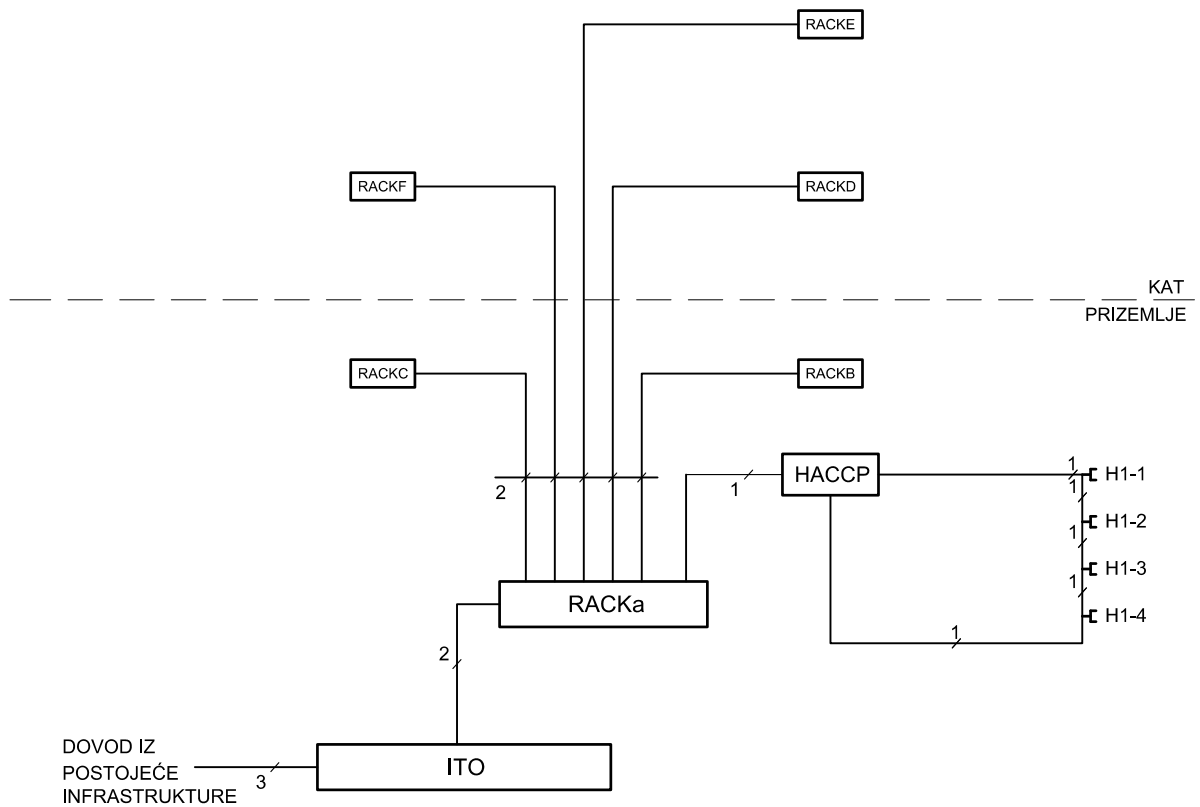 RACKE
RACKF
RACKD
KAT
PRIZEMLJE
RACKC
RACKB
2
1
HACCP
1
H1-1
1
H1-2
1
H1-3
1
H1-4
1
RACKa
2
DOVOD IZ
POSTOJEĆE
INFRASTRUKTURE
3
ITO